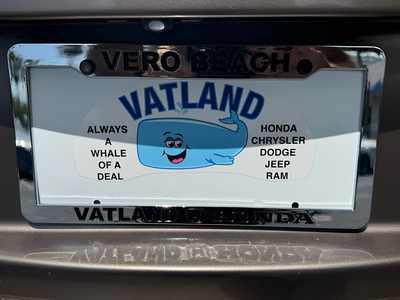 VERO BEACH
VATLAND
ALWAYS
A
WHALE
OF A
DEAL
HONDA
CHRYSLER
DODGE
JEEP
RAM
VATLAND HONDA